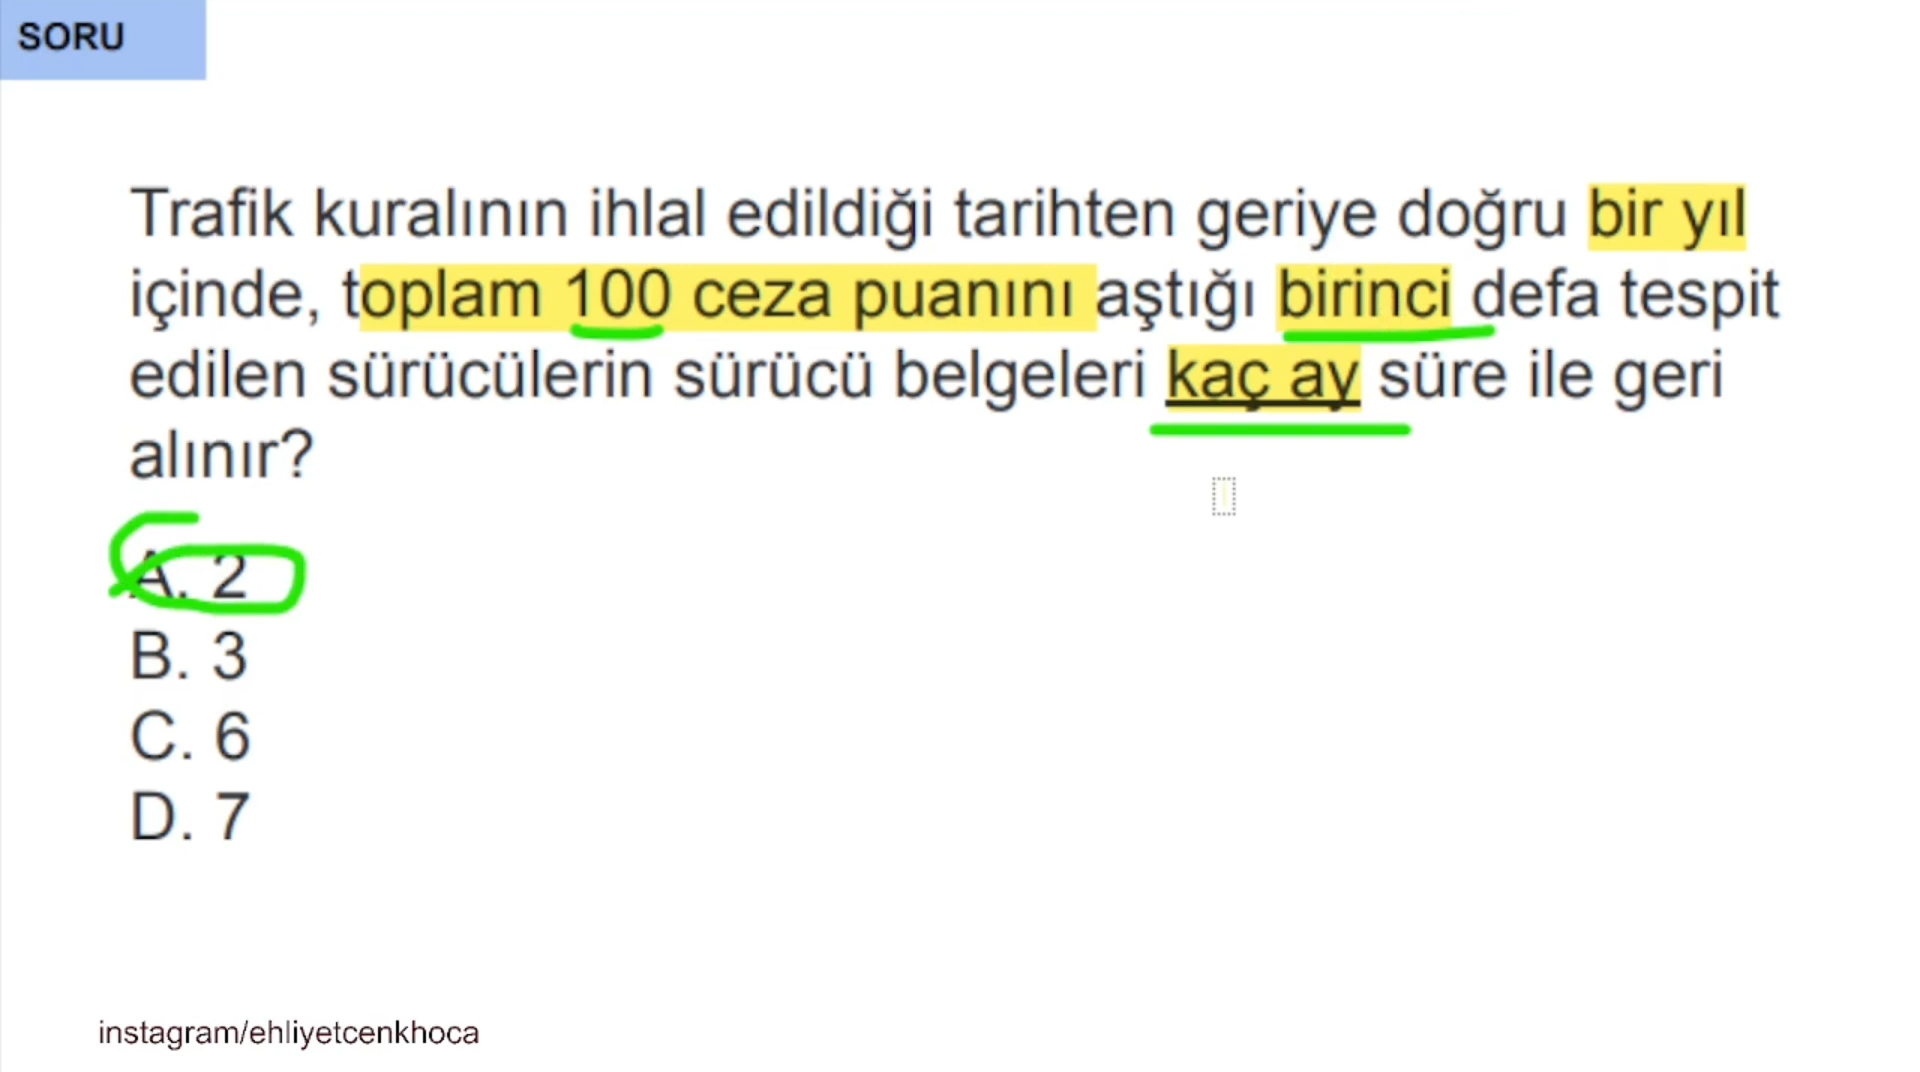 SORU
Trafik kuralının ihlal edildiği tarihten geriye doğru bir yıl
içinde, toplam 100 ceza puanını aştığı birinci defa tespit
edilen sürücülerin sürücü belgeleri kaç ay süre ile geri
alınır?
A. 2
B. 3
C. 6
D. 7
instagram/ehliyetcenkhoca